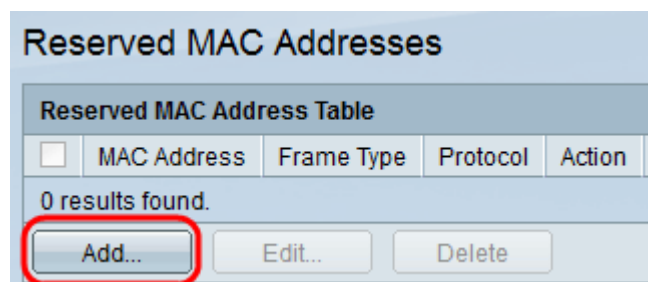 Reserved MAC Addresses
Reserved MAC Address Table
MAC Address Frame Type Protocol Action
0 results found.
Add... Edit... Delete